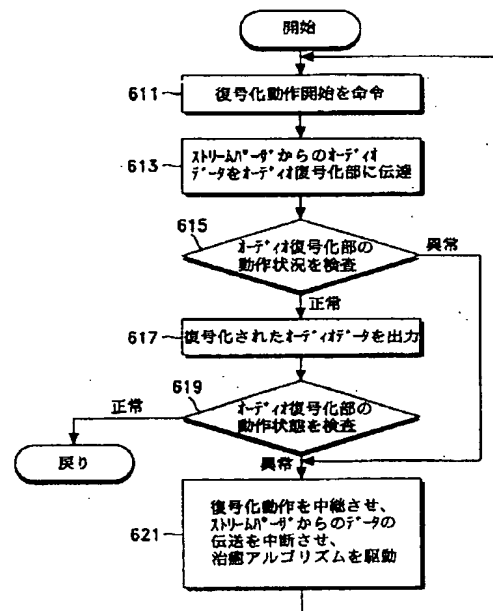 開始
611
復号化動作開始を命令
613
ｽﾄﾘｰﾑﾊﾟｰｻﾞからのｵｰﾃﾞｨｵ
ﾃﾞｰﾀをｵｰﾃﾞｨｵ復号化部に伝達
615
ｵｰﾃﾞｨｵ復号化部の
動作状況を検査
異常
正常
617
復号化されたｵｰﾃﾞｨｵﾃﾞｰﾀを出力
619
ｵｰﾃﾞｨｵ復号化部の
動作状態を検査
正常
戻り
異常
621
復号化動作を中継させ、
ｽﾄﾘｰﾑﾊﾟｰｻﾞからのﾃﾞｰﾀの
伝送を中断させ、
治癒アルゴリズムを駆動